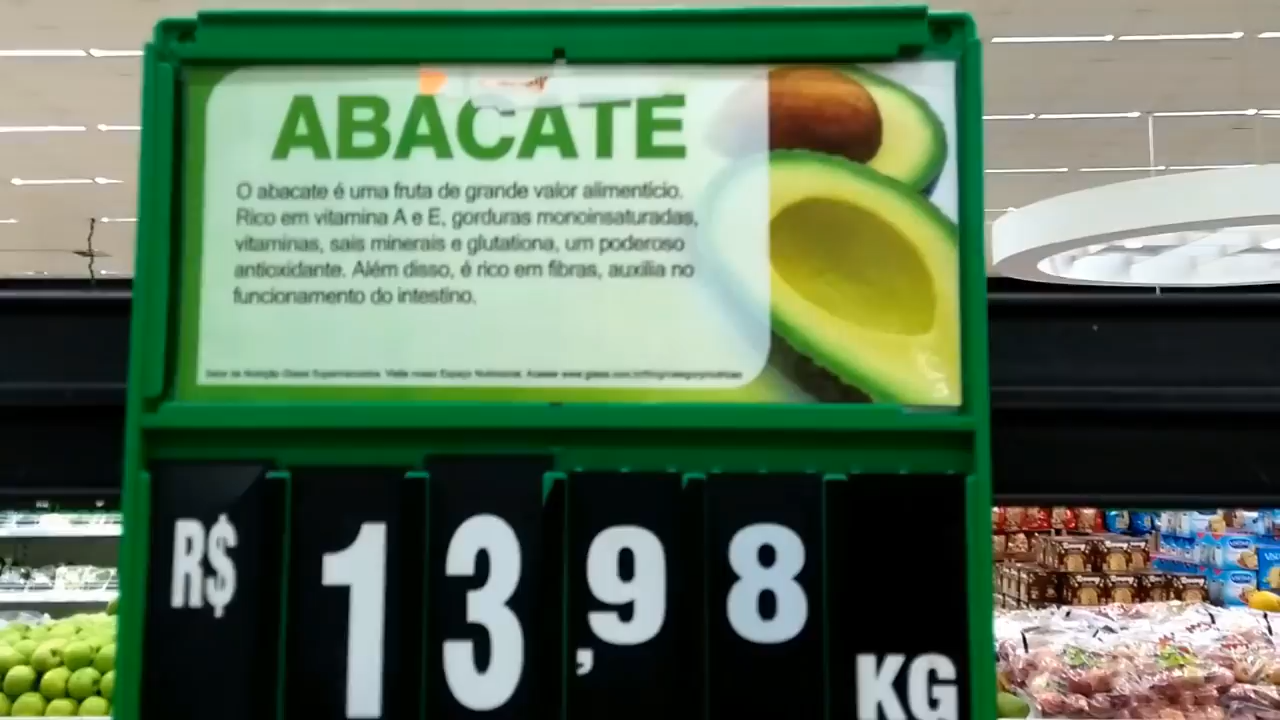 ABACATE
O abacate é uma fruta de grande valor alimentício.
Rico em vitamina A e E, gorduras monoinsaturadas,
vitaminas, sais minerais e glutationa, um poderoso
antioxidante. Além disso, é rico em fibras, auxilia no
funcionamento do intestino.
R$ 13,98
KG